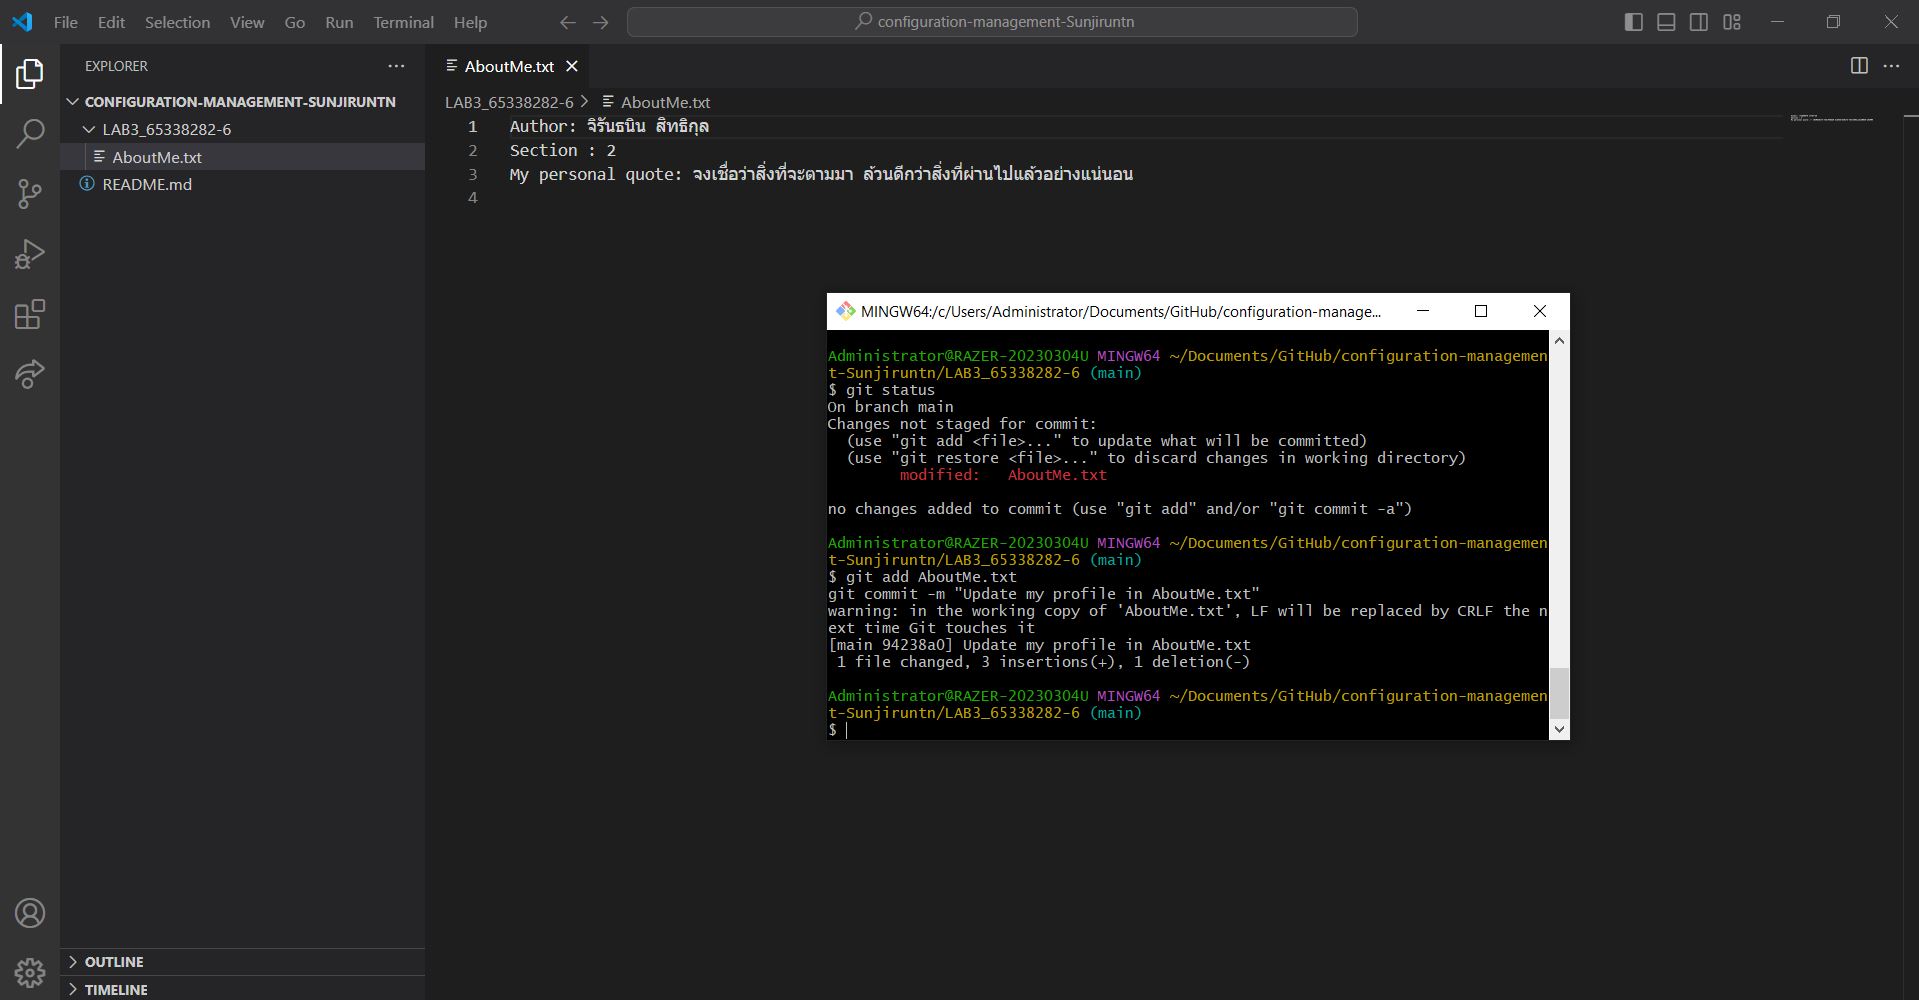 File Edit Selection View Go Run Terminal Help
configuration-management-Sunjiruntn
EXPLORER
AboutMe.txt
CONFIGURATION-MANAGEMENT-SUNJIRUNTN
LAB3_65338282-6
AboutMe.txt
README.md
LAB3_65338282-6 > AboutMe.txt
1 Author: จิรันธนิน สิทธิกุล
2 Section : 2
3 My personal quote: จงเชื่อว่าสิ่งที่จะตามมา ล้วนดีกว่าสิ่งที่ผ่านไปแล้วอย่างแน่นอน
4
MINGW64:/c/Users/Administrator/Documents/GitHub/configuration-manage...
Administrator@RAZER-20230304U MINGW64 ~/Documents/GitHub/configuration-managemen
t-Sunjiruntn/LAB3_65338282-6 (main)
$ git status
On branch main
Changes not staged for commit:
(use "git add <file>..." to update what will be committed)
(use "git restore <file>..." to discard changes in working directory)
modified: AboutMe.txt
no changes added to commit (use "git add" and/or "git commit -a")
Administrator@RAZER-20230304U MINGW64 ~/Documents/GitHub/configuration-managemen
t-Sunjiruntn/LAB3_65338282-6 (main)
$ git add AboutMe.txt
git commit -m "Update my profile in AboutMe.txt"
warning: in the working copy of 'AboutMe.txt', LF will be replaced by CRLF the n
ext time Git touches it
[main 94238a0] Update my profile in AboutMe.txt
1 file changed, 3 insertions(+), 1 deletion(-)
Administrator@RAZER-20230304U MINGW64 ~/Documents/GitHub/configuration-managemen
t-Sunjiruntn/LAB3_65338282-6 (main)
$
OUTLINE
TIMELINE